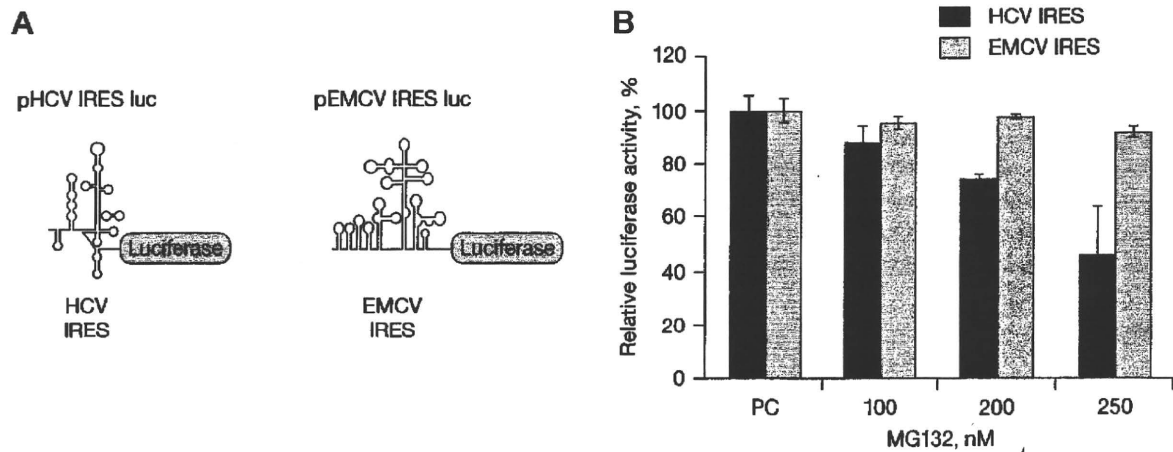 A
pHCV IRES luc
pEMCV IRES luc
Luciferase
Luciferase
HCV
IRES
EMCV
IRES
B
HCV IRES
EMCV IRES
Relative luciferase activity, %
120
100
80
60
40
20
0
PC
100
200
250
MG132, nM